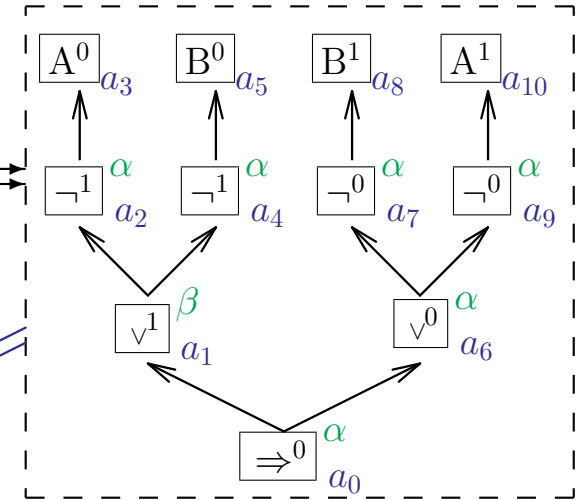 A⁰ a₃ B⁰ a₅ B¹ a₈ A¹ a₁₀
¬¹ α a₂ ¬¹ α a₄ ¬⁰ α a₇ ¬⁰ α a₉
∨¹ β a₁ ∨⁰ α a₆
⇒⁰ α a₀